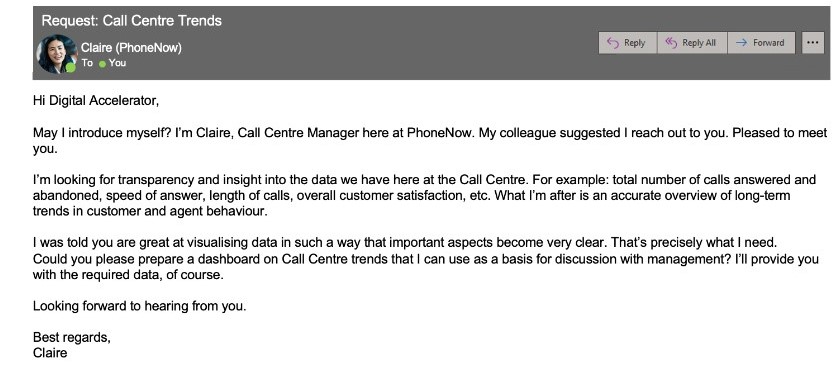 Request: Call Centre Trends
Claire (PhoneNow)
To You
Reply
Reply All
Forward
Hi Digital Accelerator,
May I introduce myself? I'm Claire, Call Centre Manager here at PhoneNow. My colleague suggested I reach out to you. Pleased to meet
you.
I'm looking for transparency and insight into the data we have here at the Call Centre. For example: total number of calls answered and
abandoned, speed of answer, length of calls, overall customer satisfaction, etc. What I'm after is an accurate overview of long-term
trends in customer and agent behaviour.
I was told you are great at visualising data in such a way that important aspects become very clear. That's precisely what I need.
Could you please prepare a dashboard on Call Centre trends that I can use as a basis for discussion with management? I'll provide you
with the required data, of course.
Looking forward to hearing from you.
Best regards,
Claire